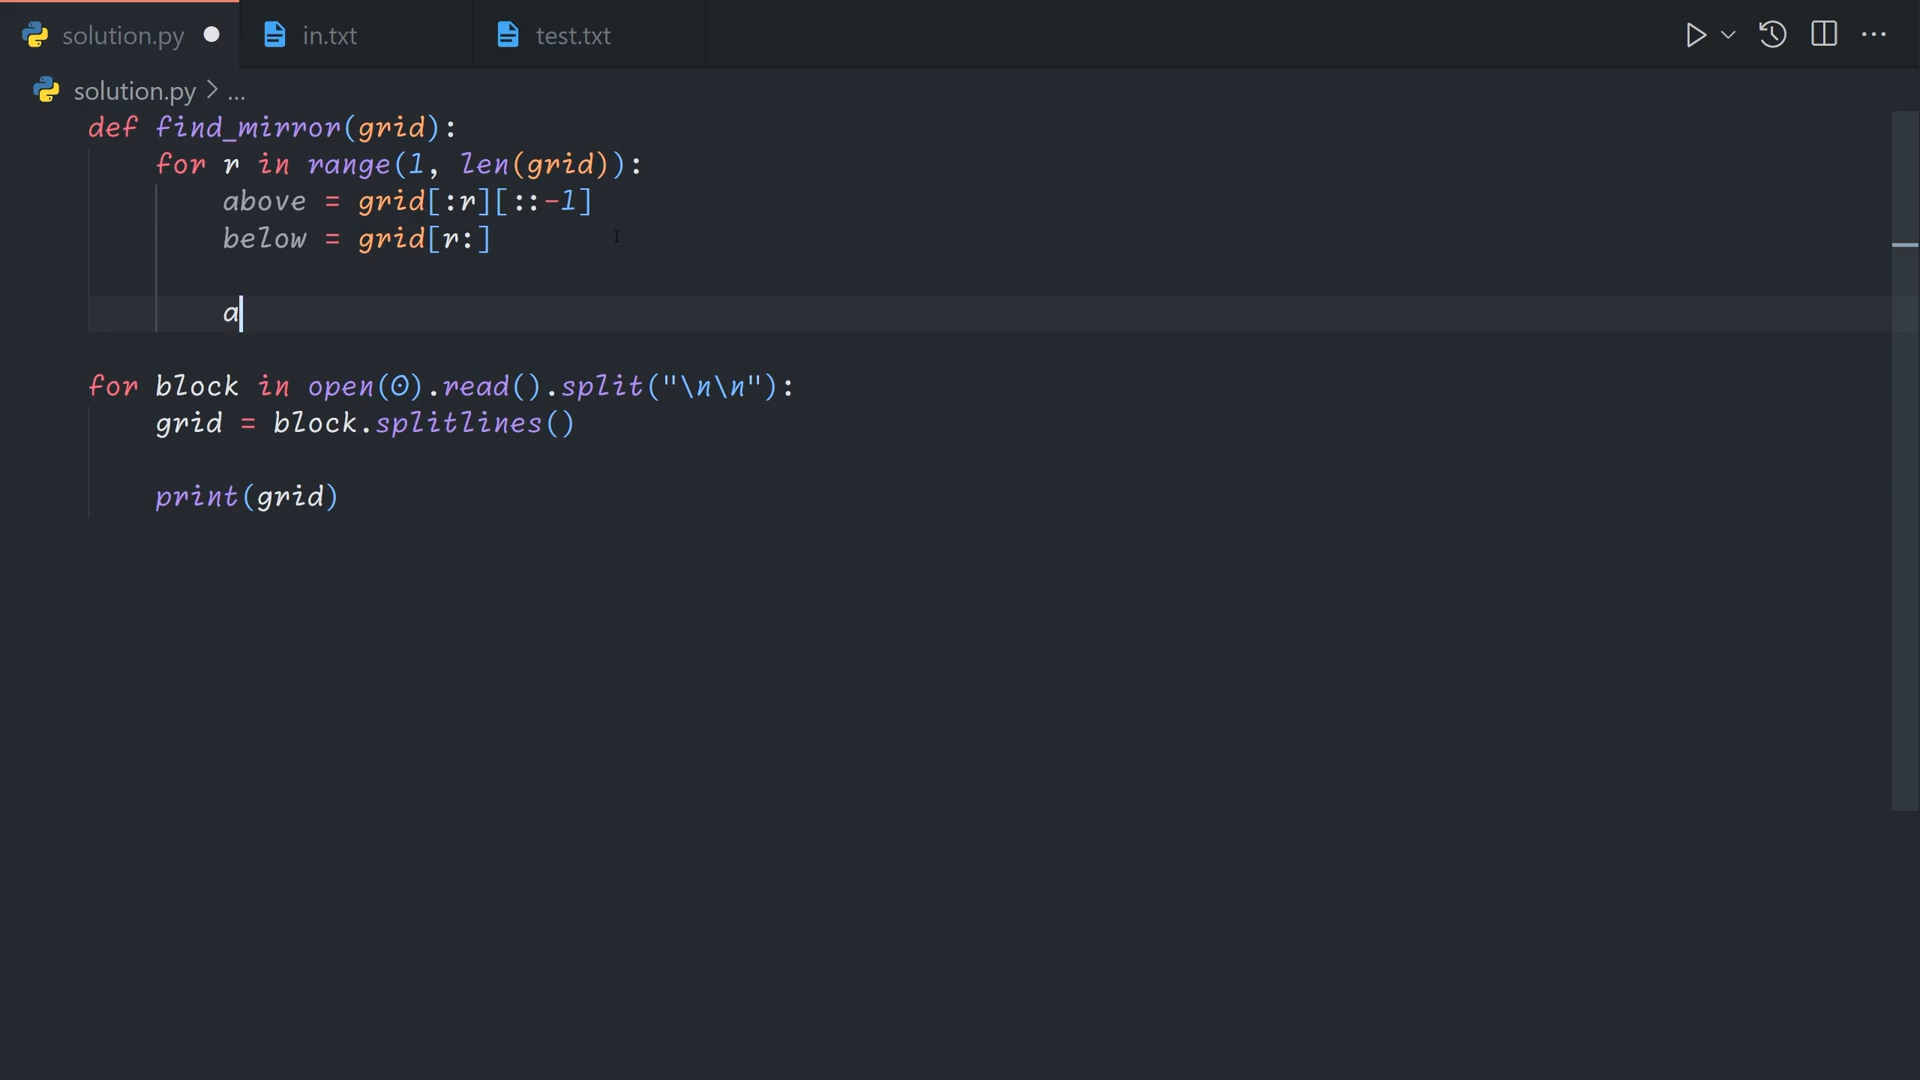 solution.py in.txt test.txt
solution.py > ...
def find_mirror(grid):
    for r in range(1, len(grid)):
        above = grid[:r][::-1]
        below = grid[r:]
        a
for block in open(0).read().split("\n\n"):
    grid = block.splitlines()
    print(grid)